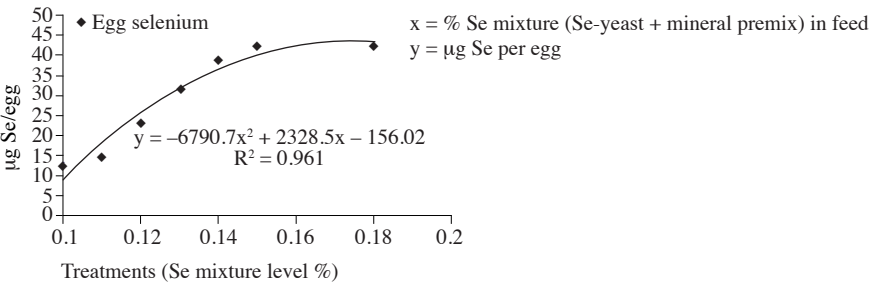 50
45
40
35
30
25
20
15
10
5
0
μg Se/egg
Egg selenium
x = % Se mixture (Se-yeast + mineral premix) in feed
y = μg Se per egg
y = –6790.7x² + 2328.5x – 156.02
R² = 0.961
0.1 0.12 0.14 0.16 0.18 0.2
Treatments (Se mixture level %)